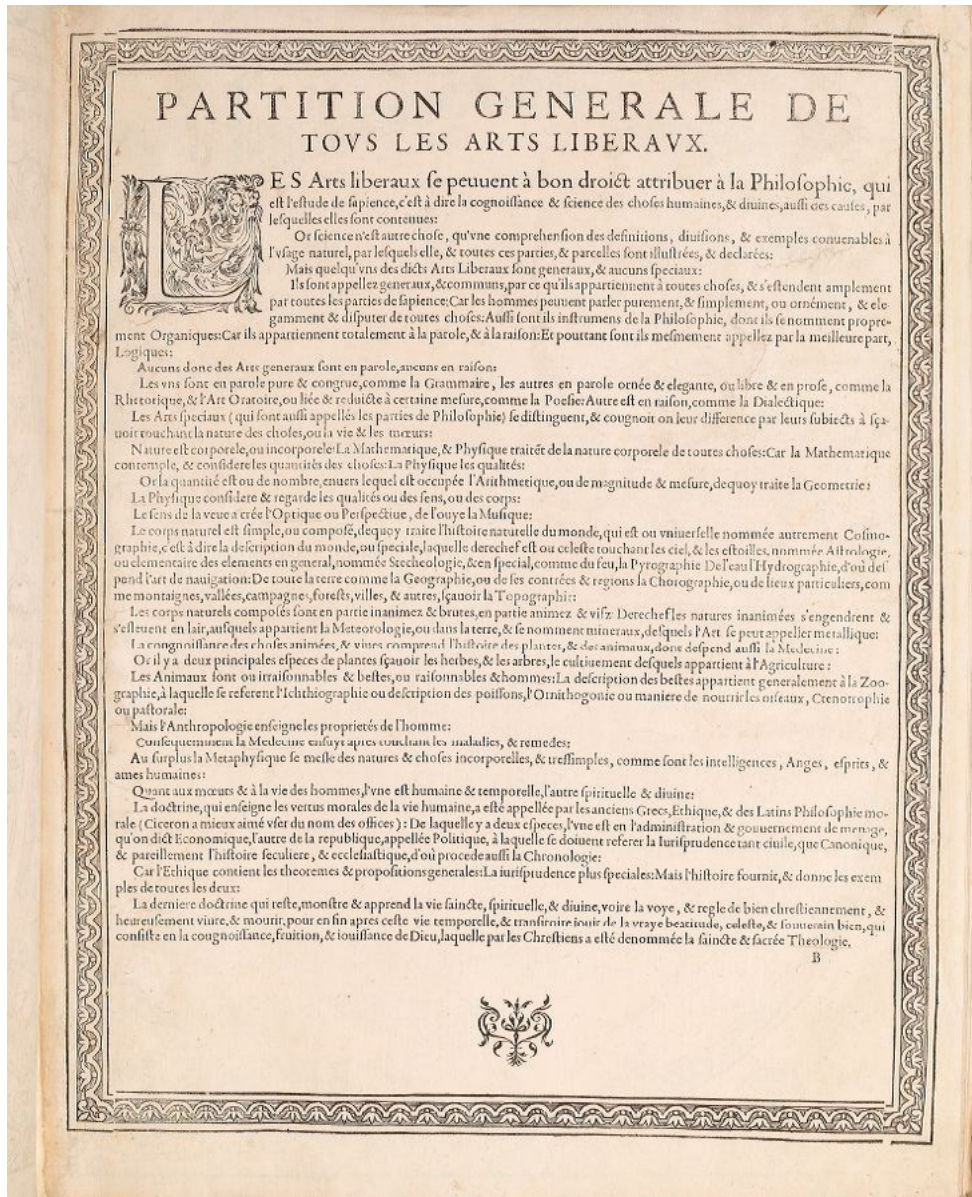 PARTITION GENERALE DE
TOVS LES ARTS LIBERAVX.
LES Arts liberaux ſe peuuent à bon droict attribuer à la Philoſophie, qui
eſt l'eſtude de ſapience, c'eſt à dire la cognoiſſance & ſcience des choſes humaines, & diuines, auſſi des cauſes, par
leſquelles elles ſont contenues:
Or ſcience n'eſt autre choſe, qu'vne comprehenſion des definitions, diuiſions, & exemples conuenables à
l'vſage naturel, par leſquels elle, & toutes ces parties, & parcelles ſont illuſtrées, & declarées:
Mais quelqu'vns des dicts Arts Liberaux ſont generaux, & aucuns ſpeciaux:
Ils ſont appellez generaux, & communs, par ce qu'ils appartiennent à toutes choſes, & s'eſtendent amplement
par toutes les parties de ſapience: Car les hommes peuuent parler purement, & ſimplement, ou ornément, & ele-
gamment & diſputer de toutes choſes: Auſſi ſont ils inſtrumens de la Philoſophie, dont ils ſe nomment propre-
ment Organiques: Car ils appartiennent totalement à la parole, & à la raiſon: Et pourtant ſont ils meſmement appellez par la meilleure part,
Logiques:
Aucuns donc des Arts generaux ſont en parole, aucuns en raiſon:
Les vns ſont en parole pure & congrue, comme la Grammaire, les autres en parole ornée & elegante, ou libre & en proſe, comme la
Rhetorique, & l'Art Oratoire, ou liée & reduicte à certaine meſure, comme la Poeſie: Autre eſt en raiſon, comme la Dialectique:
Les Arts ſpeciaux (qui ſont auſſi appellés les parties de Philoſophie) ſe diſtinguent, & cougnoit on leur difference par leurs ſubiects à ſça-
uoir touchant la nature des choſes, ou la vie & les mœurs:
Nature eſt corporele, ou incorporele: La Mathematique, & Phyſique traitẽt de la nature corporele de toutes choſes: Car la Mathematique
contemple, & conſidere les quantités des choſes: La Phyſique les qualités:
Or la quantité eſt ou de nombre, enuers lequel eſt occupée l'Arithmetique, ou de magnitude & meſure, dequoy traite la Geometrie:
La Phyſique conſidere & regarde les qualités ou des ſens, ou des corps:
Le ſens de la veue a crée l'Optique ou Perſpectiue, de l'ouye la Muſique:
Le corps naturel eſt ſimple, ou compoſé, dequoy traite l'hiſtoire naturelle du monde, qui eſt ou vniuerſelle nommée autrement Coſmo-
graphie, c'eſt à dire la deſcription du monde, ou ſpeciale, laquelle derechef eſt ou celeſte touchant les ciel, & les eſtoilles, nommée Aſtrologie,
ou elementaire des elemens en general, nommée Stecheologie, & en ſpecial, comme du feu, la Pyrographie De l'eau l'Hydrographie, d'où deſ
pend l'art de nauigation: De toute la terre comme la Geographie, ou de ſes contrées & regions la Chorographie, ou de lieux particuliers, com
me montaignes, vallées, campagnes, foreſts, villes, & autres, ſçauoir la Topographie:
Les corps naturels compoſés ſont en partie inanimez & brutes, en partie animez & vifz Derechef les natures inanimées s'engendrent &
s'eſleuent en lair, auſquels appartient la Meteorologie, ou dans la terre, & ſe nomment mineraux, deſquels l'Art ſe peut appeller metallique:
La congnoiſſance des choſes animées, & viues comprend l'hiſtoire des plantes, & des animaux, dont deſpend auſſi la Medecine:
Or il y a deux principales eſpeces de plantes ſçauoir les herbes, & les arbres, le cultiuement deſquels appartient à l'Agriculture:
Les Animaux ſont ou irraiſonnables & beſtes, ou raiſonnables & hommes: La deſcription des beſtes appartient generalement à la Zoo-
graphie, à laquelle ſe referent l'Ichthiographie ou deſcription des poiſſons, l'Ornithogonie ou maniere de nourrir les oiſeaux, Ctenotrophie
ou paſtorale:
Mais l'Anthropologie enſeigne les proprietés de l'homme:
Conſequemment la Medecine enſuyt apres touchant les maladies, & remedes:
Au ſurplus la Metaphyſique ſe meſle des natures & choſes incorpelles, & treſſimples, comme ſont les intelligences, Anges, eſprits, &
ames humaines:
Quant aux mœurs & à la vie des hommes, l'vne eſt humaine & temporelle, l'autre ſpirituelle & diuine:
La doctrine, qui enſeigne les vertus morales de la vie humaine, a eſté appellée par les anciens Grecs, Ethique, & des Latins Philoſophie mo-
rale (Ciceron a mieux aimé vſer du nom des offices): De laquelle y a deux eſpeces, l'vne eſt en l'adminiſtration & gouuernement de menage,
qu'on dict Economique, l'autre de la republique, appellée Politique, à laquelle ſe doiuent referer la Iuriſprudence tant ciuile, que Canonique,
& pareillement l'hiſtoire ſeculiere, & eccleſiaſtique, d'où procede auſſi la Chronologie:
Car l'Ethique contient les theoremes & propoſitions generales: La iuriſprudence plus ſpeciales: Mais l'hiſtoire fournit, & donne les exem
ples de toutes les deux:
La derniere doctrine qui reſte, monſtre & apprend la vie ſaincte, ſpirituelle, & diuine, voire la voye, & regle de bien chreſtiennement, &
heureuſement viure, & mourir, pour en fin apres ceſte vie temporelle, & tranſitoire iouir de la vraye beatitude, celeſte, & ſouuerain bien, qui
conſiſte en la cougnoiſſance, fruition, & iouiſſance de Dieu, laquelle par les Chreſtiens a eſté denommée la ſaincte & ſacrée Theologie.
B